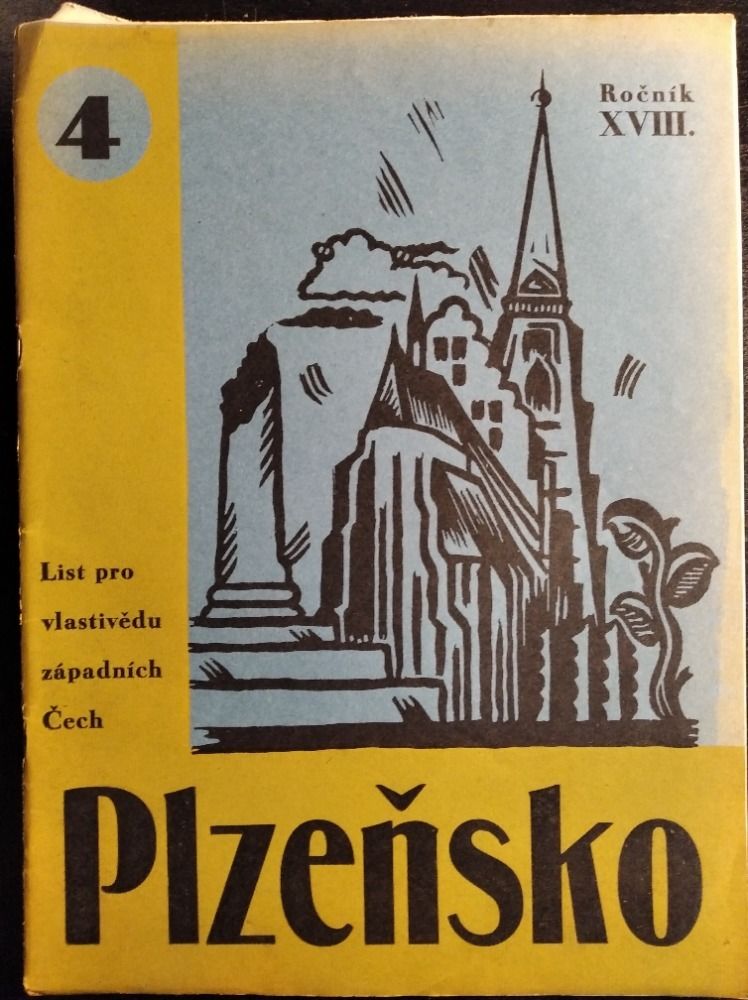 4
Ročník
XVIII.
List pro
vlastivědu
západních
Čech
Plzeňsko